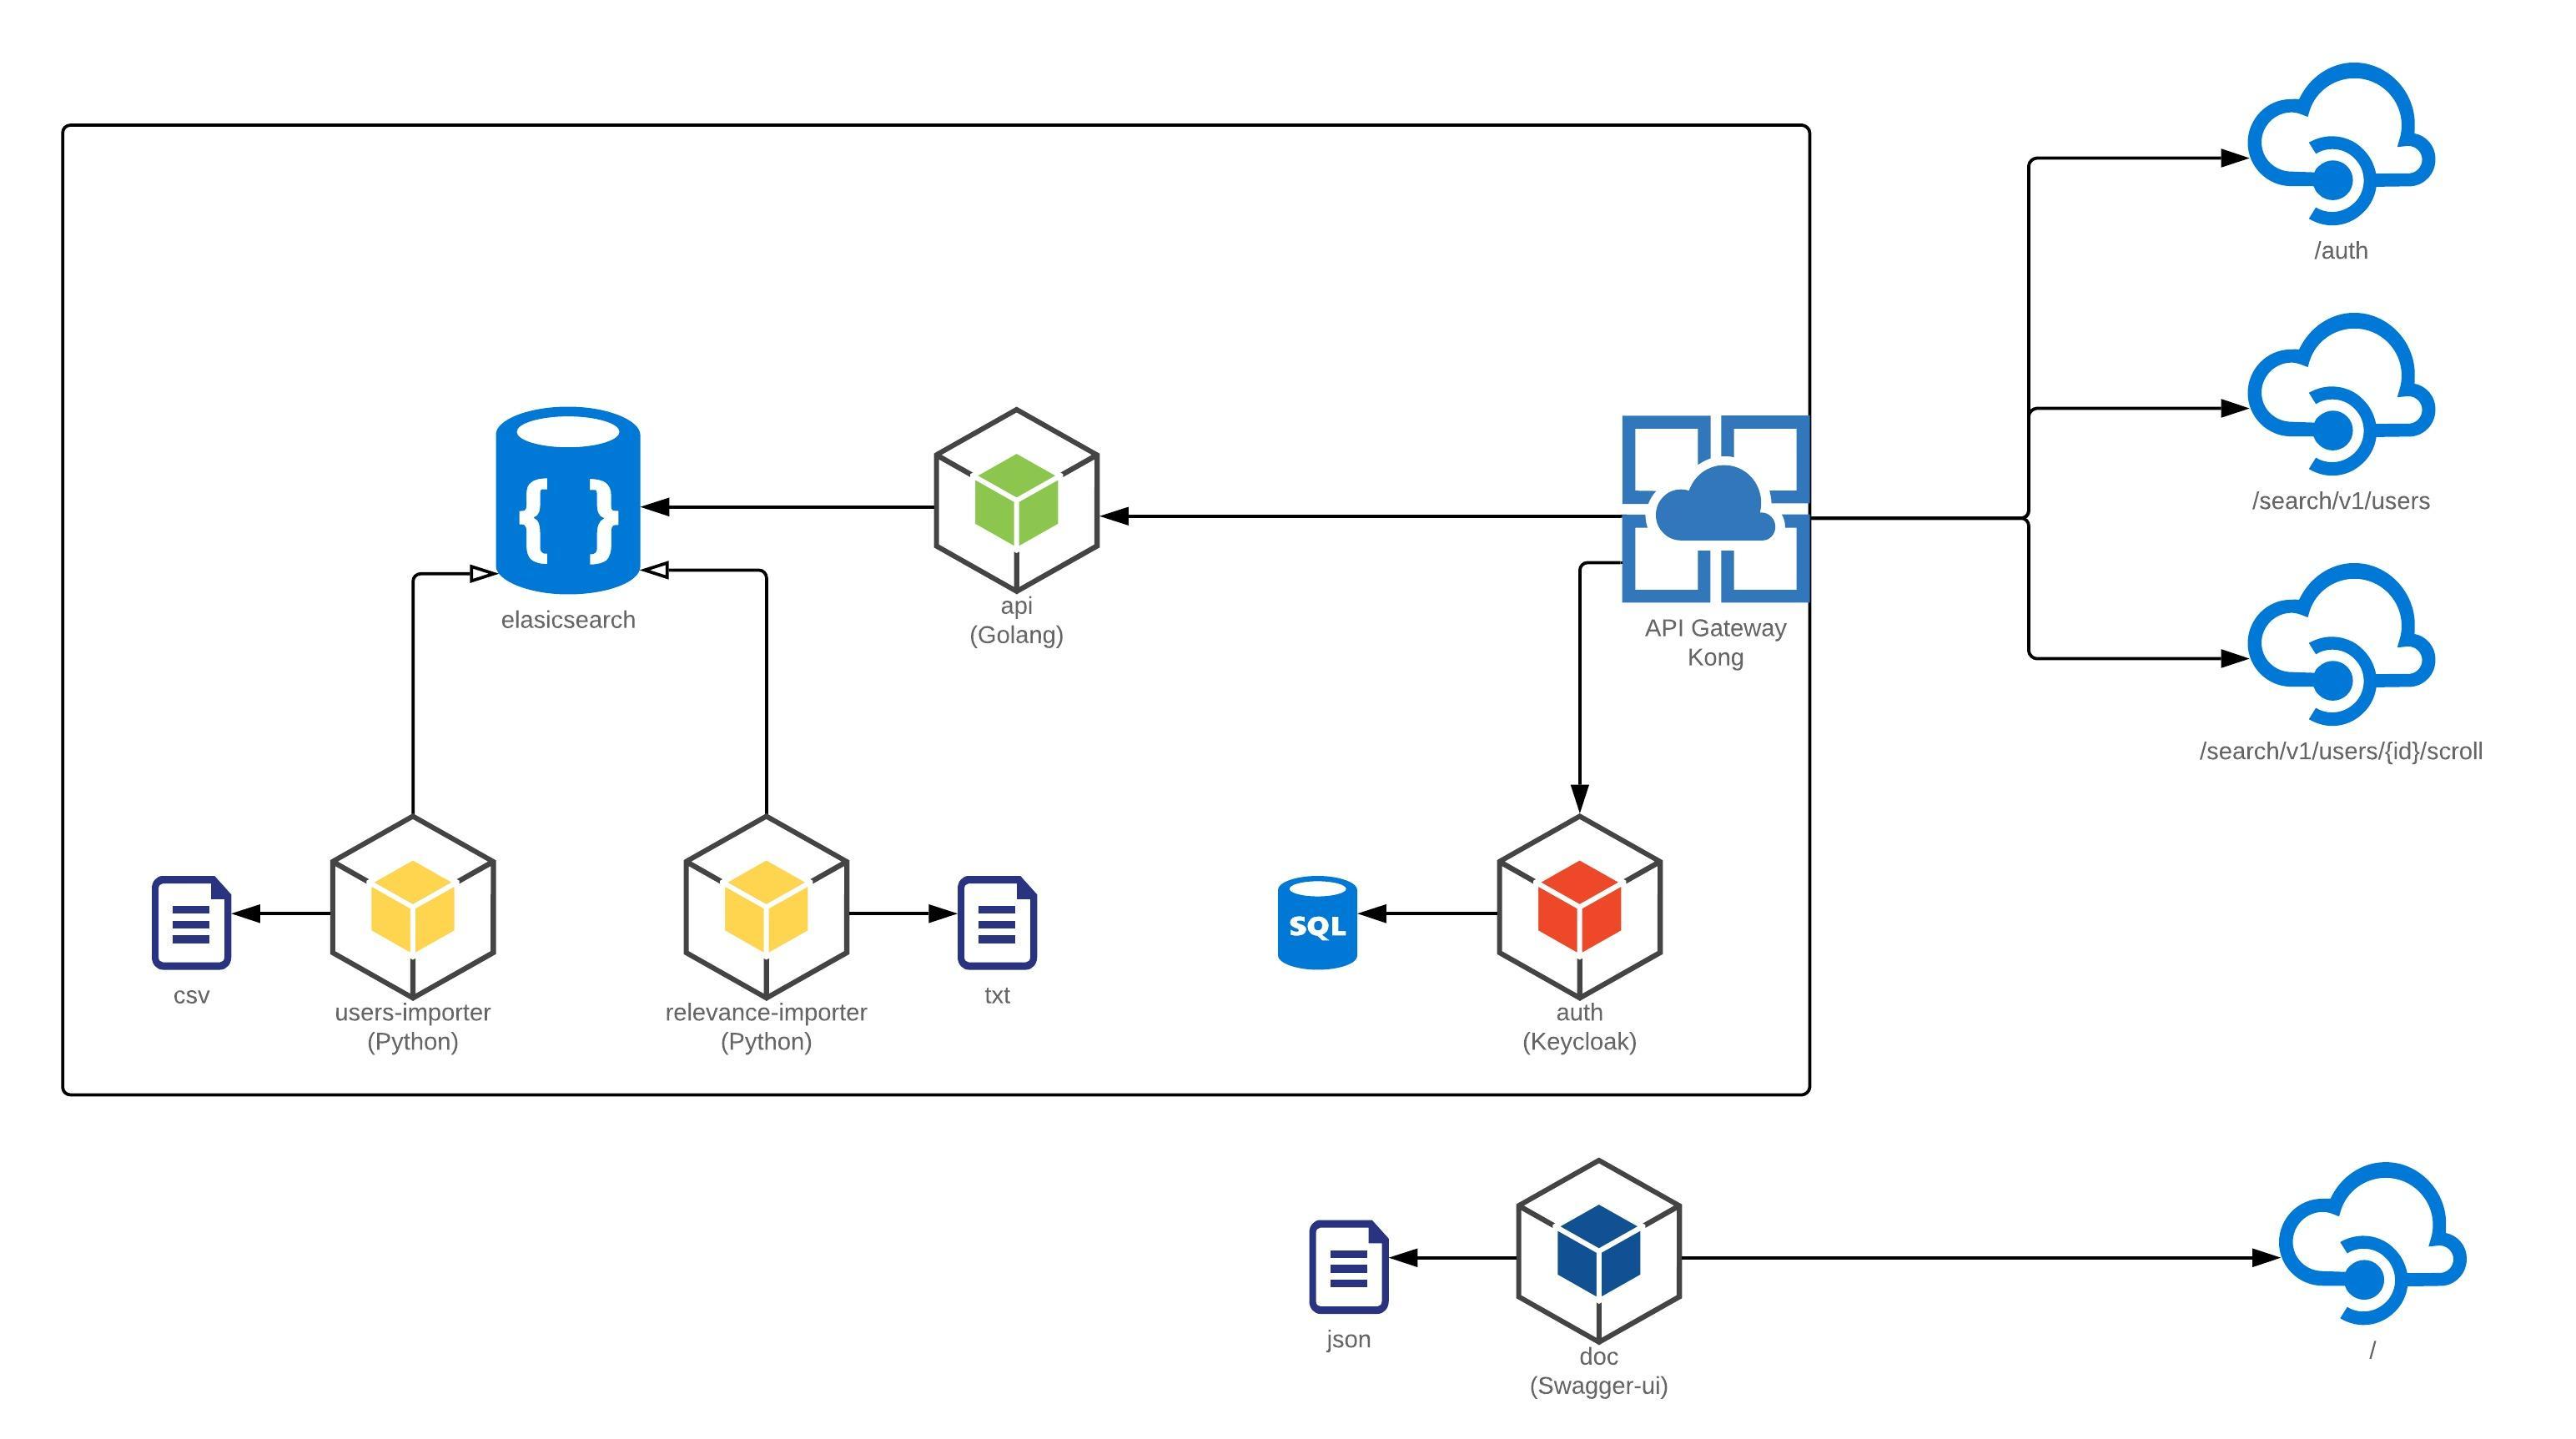 /auth
/search/v1/users
{ }
elasicsearch
api
(Golang)
API Gateway
Kong
/search/v1/users/{id}/scroll
SQL
csv
users-importer
(Python)
relevance-importer
(Python)
txt
auth
(Keycloak)
json
doc
(Swagger-ui)
/